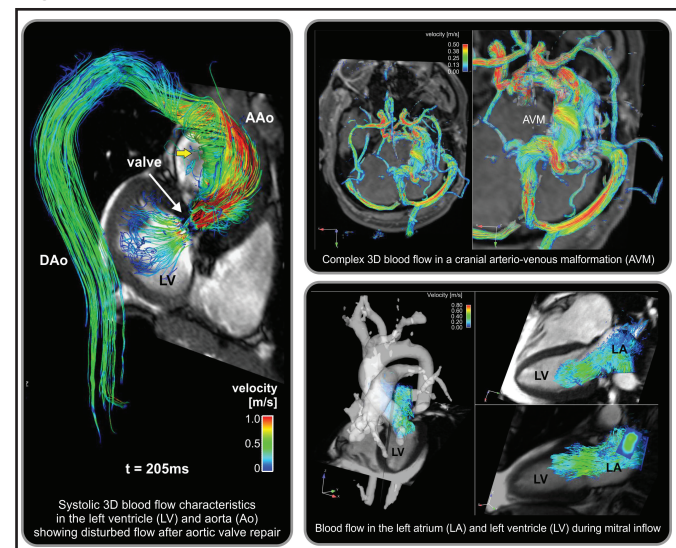 AAo
valve
DAo
LV
velocity
[m/s]
1.0
0.5
0
t = 205ms
Systolic 3D blood flow characteristics
in the left ventricle (LV) and aorta (Ao)
showing disturbed flow after aortic valve repair
velocity [m/s]
0.50
0.38
0.25
0.13
0.00
AVM
Complex 3D blood flow in a cranial arterio-venous malformation (AVM)
Velocity [m/s]
0.80
0.60
0.40
0.20
0.00
LV
LV
LA
LV
LA
Blood flow in the left atrium (LA) and left ventricle (LV) during mitral inflow